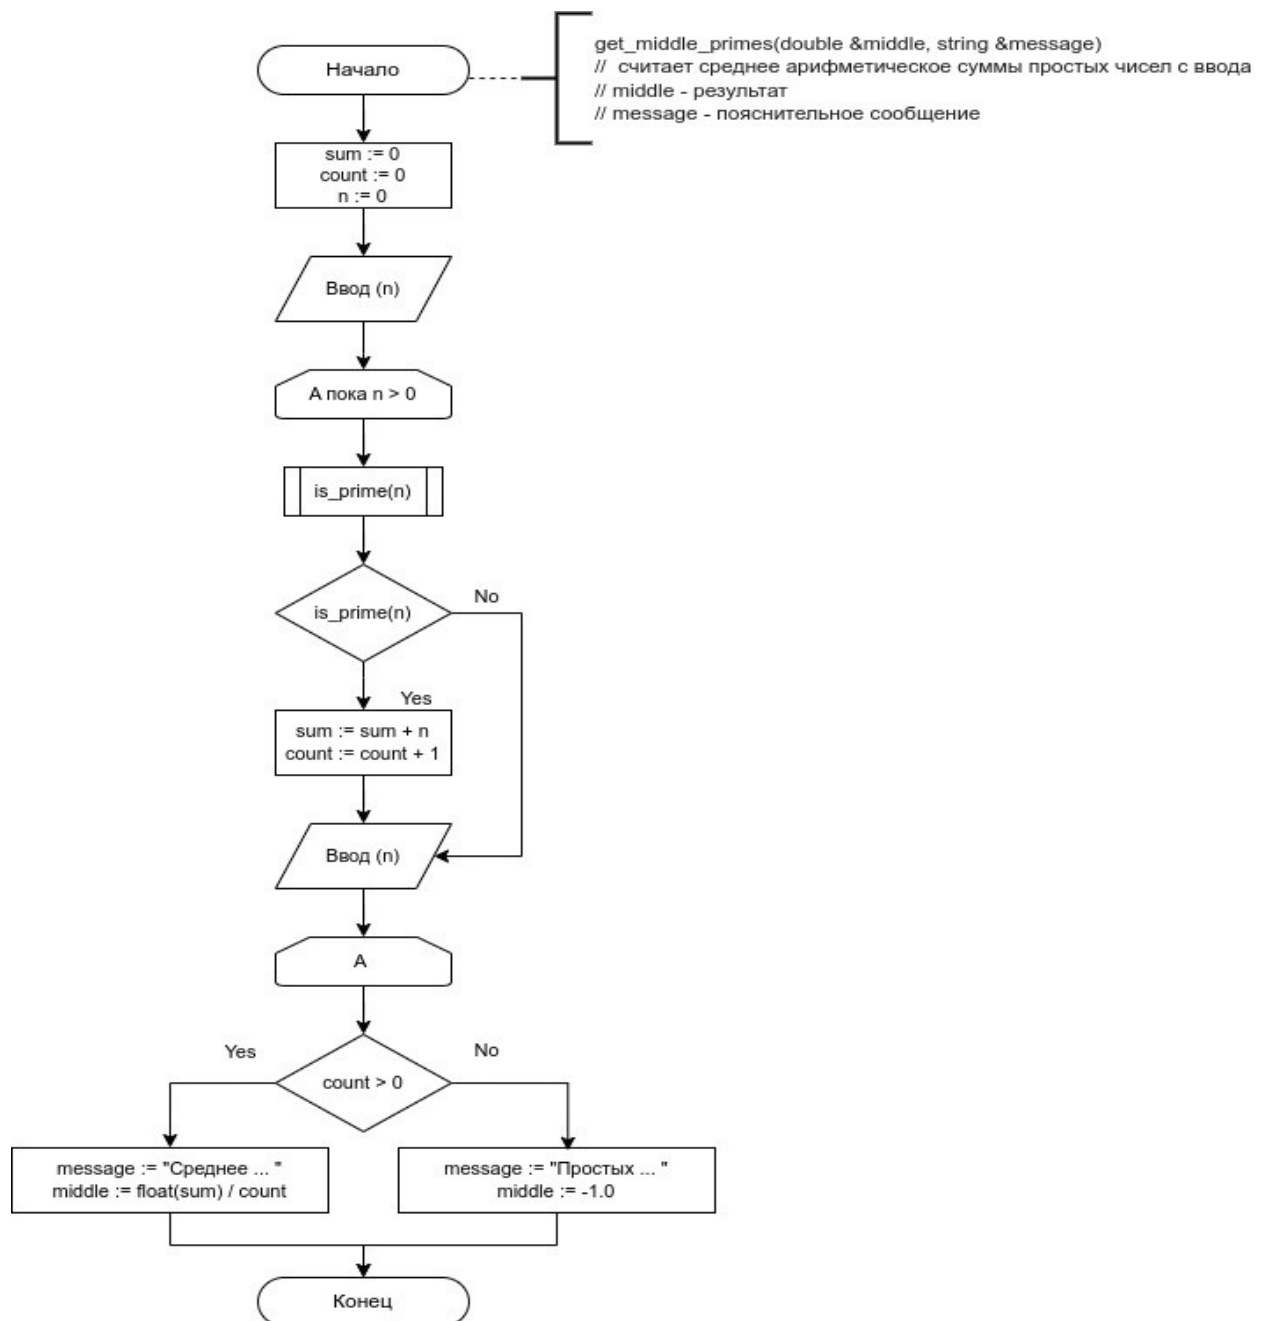 Начало
get_middle_primes(double &middle, string &message)
// считает среднее арифметическое суммы простых чисел с ввода
// middle - результат
// message - пояснительное сообщение
sum := 0
count := 0
n := 0
Ввод (n)
А пока n > 0
is_prime(n)
is_prime(n)
No
Yes
sum := sum + n
count := count + 1
Ввод (n)
А
Yes
No
count > 0
message := "Среднее ... "
middle := float(sum) / count
message := "Простых ... "
middle := -1.0
Конец